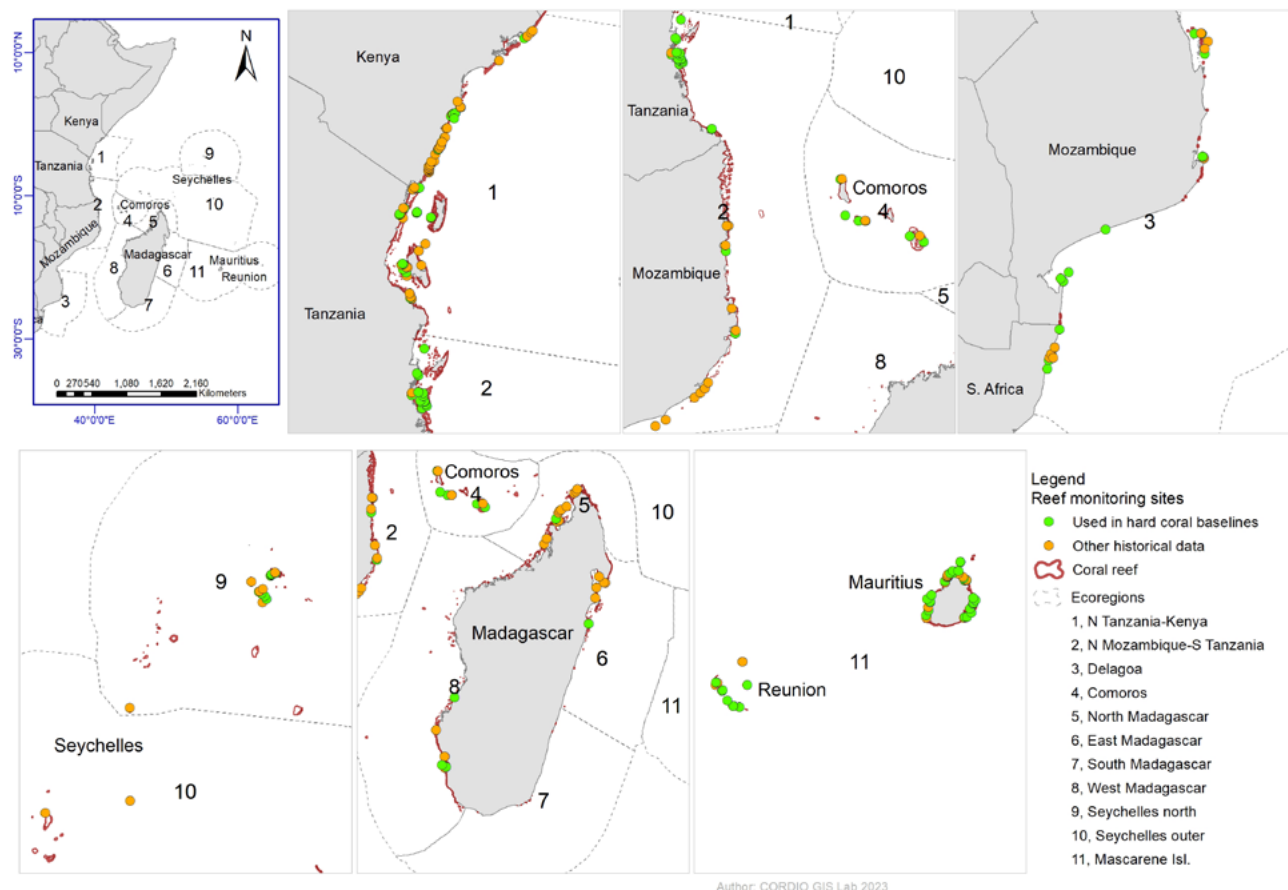 N
10°0'0"N
10°0'0"S
30°0'0"S
Kenya
Tanzania
1
9
Seychelles
10
Comoros
2
4
5
Mozambique
Madagascar
8
6
11
Mauritius
Reunion
3
7
0 270 540 1,080 1,620 2,160
Kilometers
40°0'0"E
60°0'0"E
Kenya
1
Tanzania
2
1
10
Tanzania
Comoros
4
2
Mozambique
5
8
Mozambique
3
S. Africa
9
Seychelles
10
Comoros
4
5
10
2
Madagascar
6
8
11
7
Mauritius
11
Reunion
Legend
Reef monitoring sites
Used in hard coral baselines
Other historical data
Coral reef
Ecoregions
1, N Tanzania-Kenya
2, N Mozambique-S Tanzania
3, Delagoa
4, Comoros
5, North Madagascar
6, East Madagascar
7, South Madagascar
8, West Madagascar
9, Seychelles north
10, Seychelles outer
11, Mascarene Isl.
Author: CORDIO GIS Lab 2023